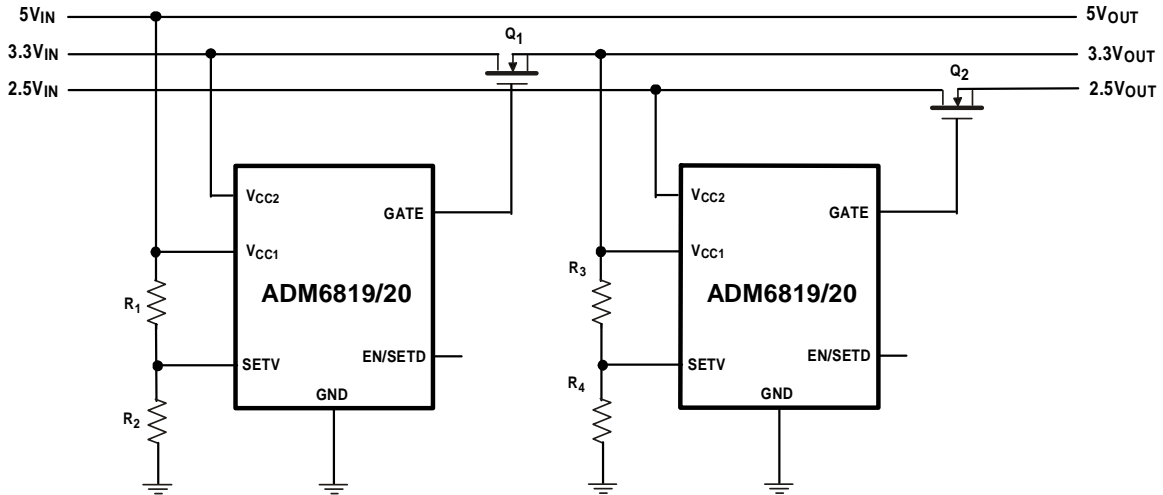 5VIN
5VOUT
3.3VIN
Q1
3.3VOUT
2.5VIN
Q2
2.5VOUT
VCC2
GATE
VCC1
R1
ADM6819/20
EN/SETD
SETV
R2
GND
VCC2
GATE
VCC1
R3
ADM6819/20
EN/SETD
SETV
R4
GND